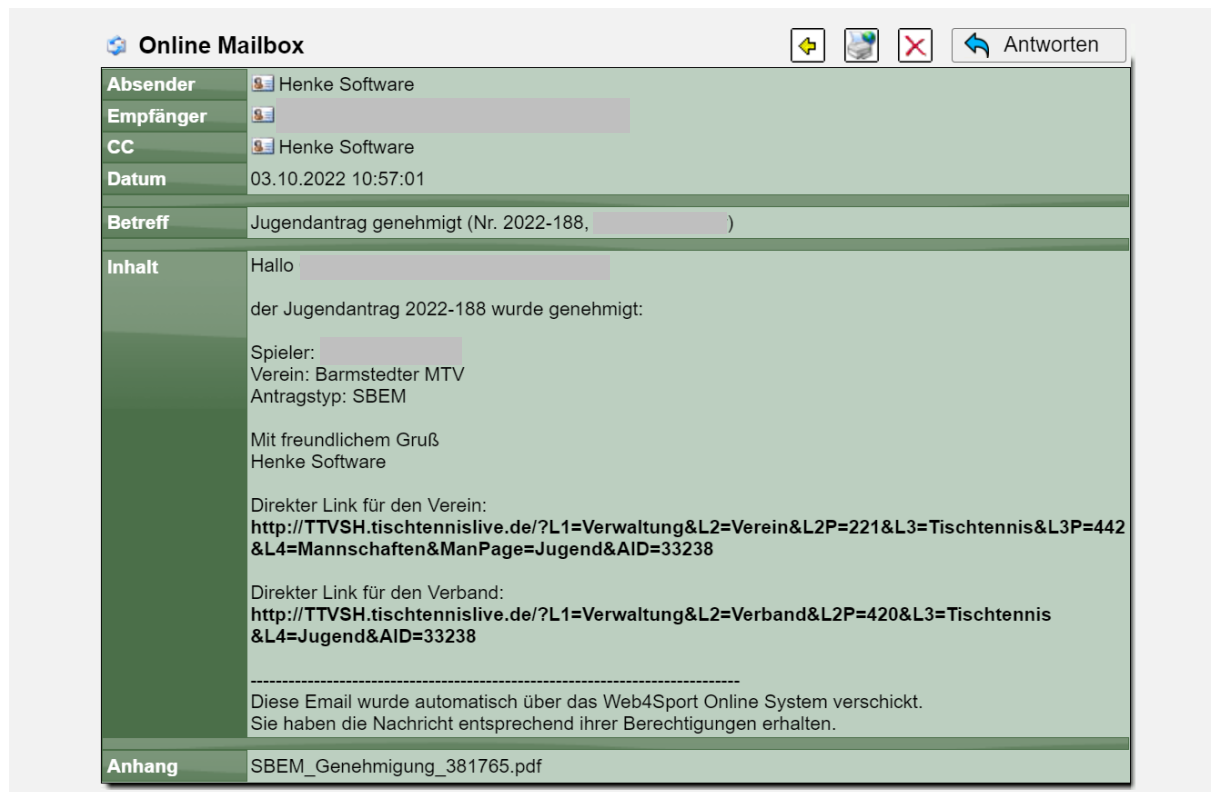 Online Mailbox
Antworten
Absender Henke Software
Empfänger
CC Henke Software
Datum 03.10.2022 10:57:01
Betreff Jugendantrag genehmigt (Nr. 2022-188, )
Inhalt Hallo
der Jugendantrag 2022-188 wurde genehmigt:
Spieler:
Verein: Barmstedter MTV
Antragstyp: SBEM
Mit freundlichem Gruß
Henke Software
Direkter Link für den Verein:
http://TTVSH.tischtennislive.de/?L1=Verwaltung&L2=Verein&L2P=221&L3=Tischtennis&L3P=442
&L4=Mannschaften&ManPage=Jugend&AID=33238
Direkter Link für den Verband:
http://TTVSH.tischtennislive.de/?L1=Verwaltung&L2=Verband&L2P=420&L3=Tischtennis
&L4=Jugend&AID=33238
------------------------------------------------------------------------------
Diese Email wurde automatisch über das Web4Sport Online System verschickt.
Sie haben die Nachricht entsprechend ihrer Berechtigungen erhalten.
Anhang SBEM_Genehmigung_381765.pdf